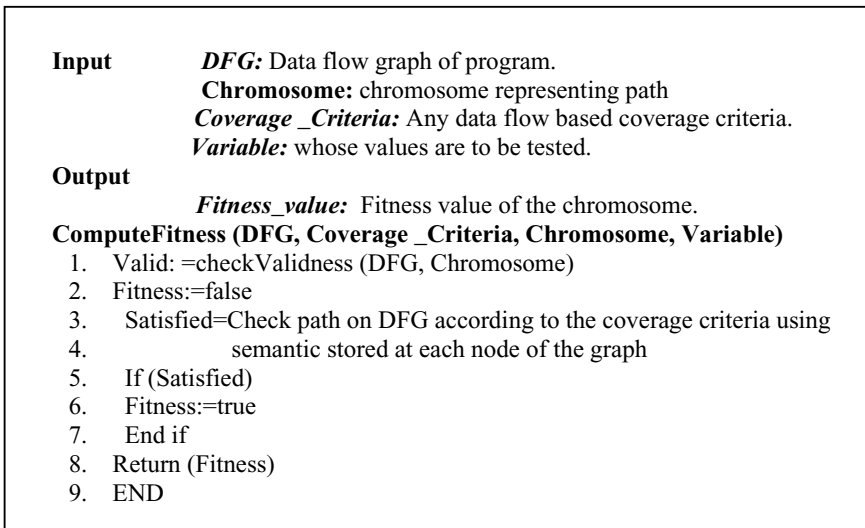 Input DFG: Data flow graph of program.
Chromosome: chromosome representing path
Coverage _Criteria: Any data flow based coverage criteria.
Variable: whose values are to be tested.
Output
Fitness_value: Fitness value of the chromosome.
ComputeFitness (DFG, Coverage _Criteria, Chromosome, Variable)
1. Valid: =checkValidness (DFG, Chromosome)
2. Fitness:=false
3. Satisfied=Check path on DFG according to the coverage criteria using
4. semantic stored at each node of the graph
5. If (Satisfied)
6. Fitness:=true
7. End if
8. Return (Fitness)
9. END